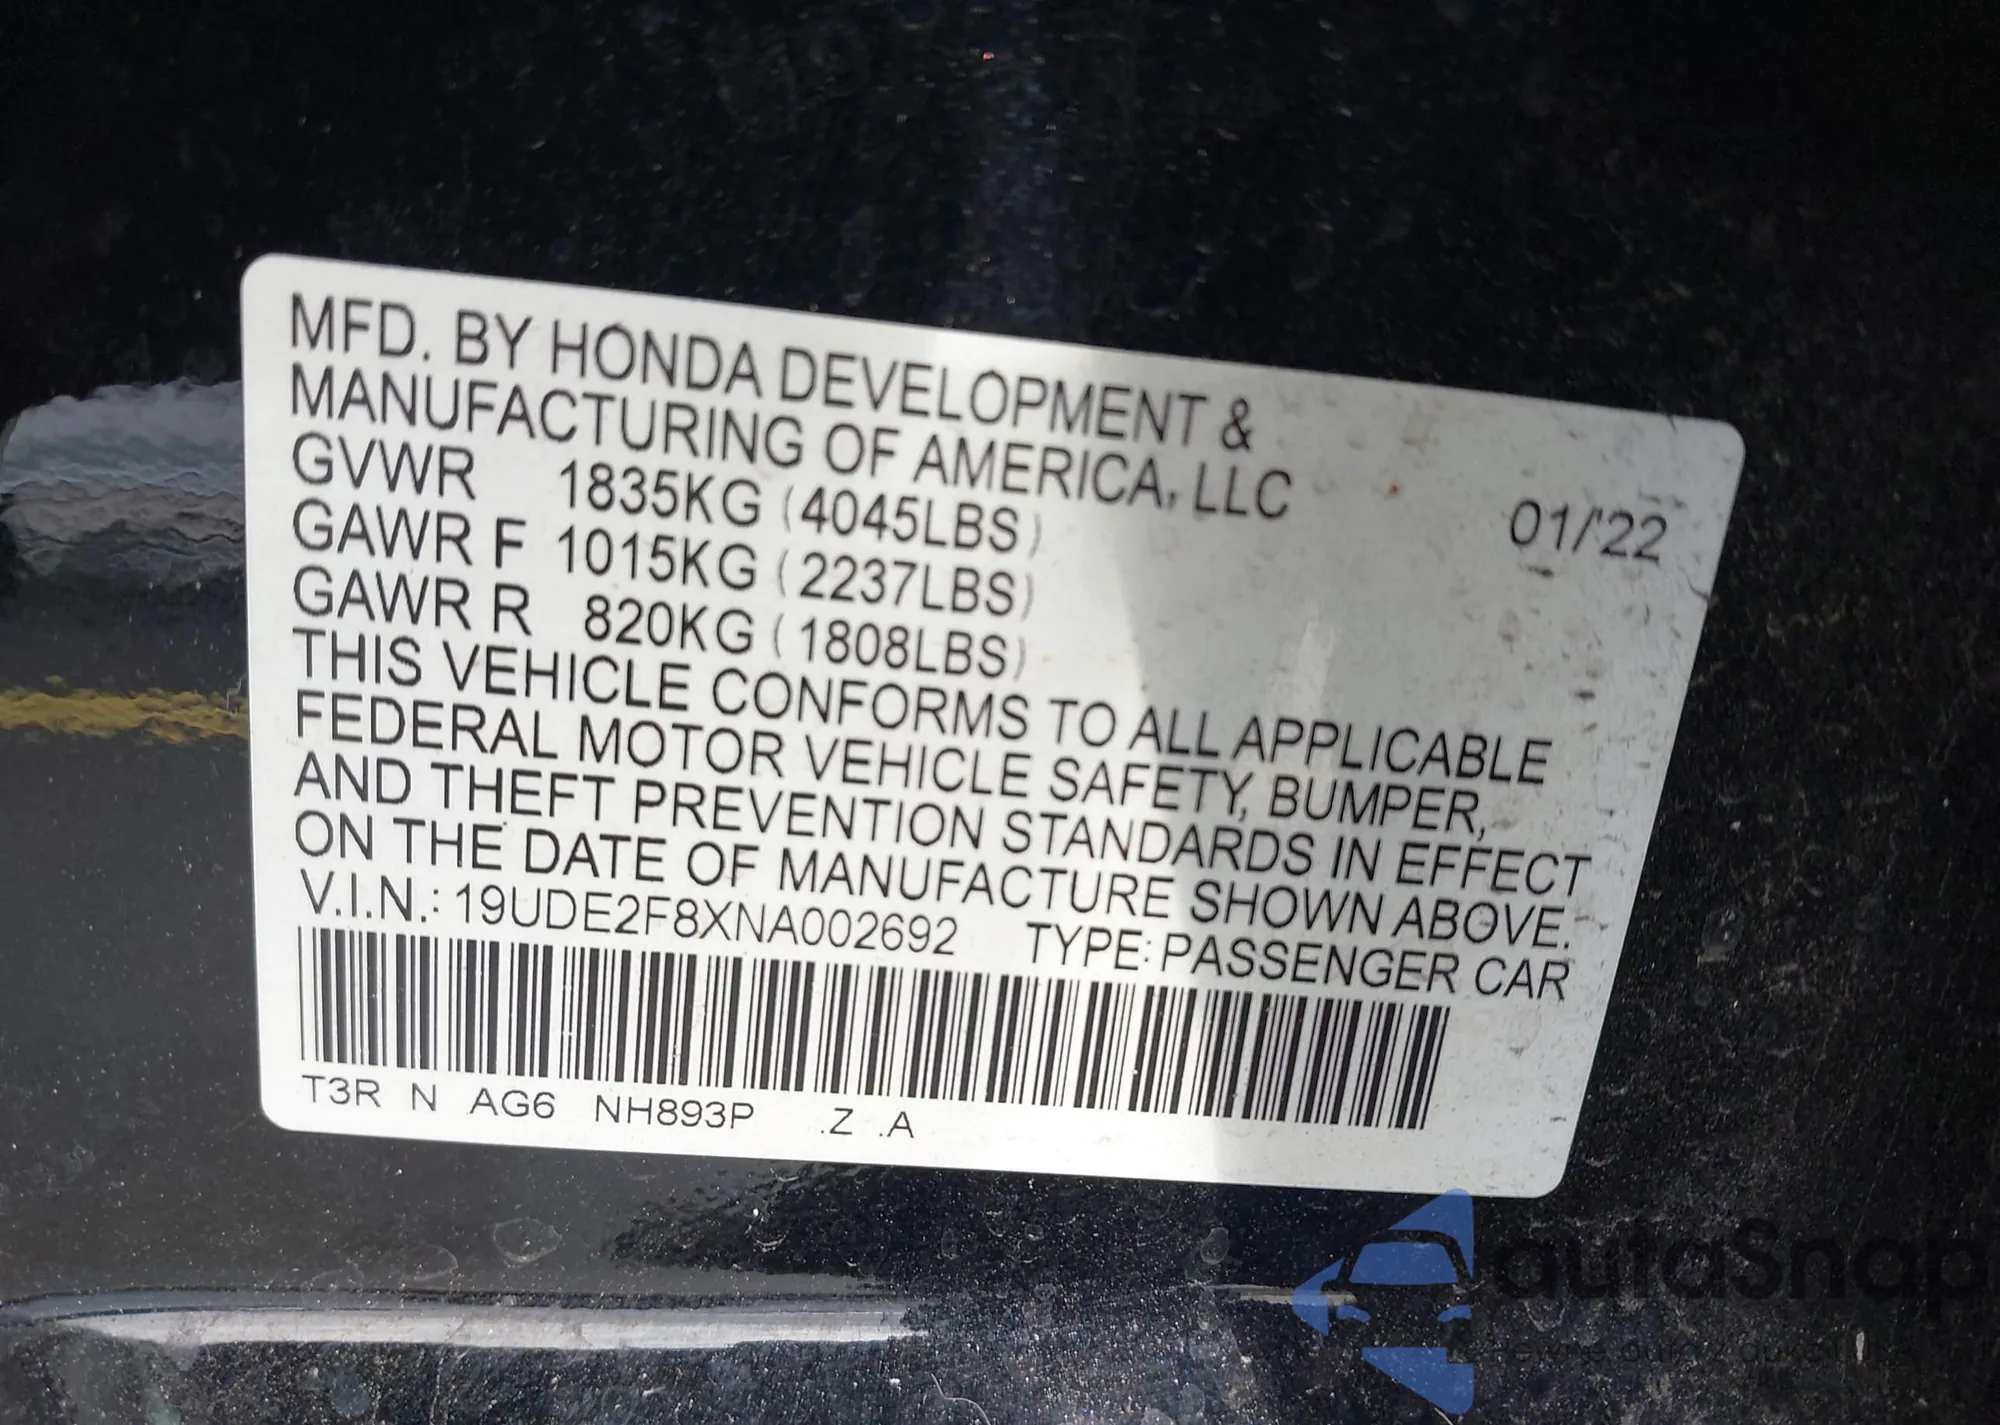 MFD. BY HONDA DEVELOPMENT &
MANUFACTURING OF AMERICA, LLC
GVWR 1835KG (4045LBS) 01/'22
GAWR F 1015KG (2237LBS)
GAWR R 820KG (1808LBS)
THIS VEHICLE CONFORMS TO ALL APPLICABLE
FEDERAL MOTOR VEHICLE SAFETY, BUMPER,
AND THEFT PREVENTION STANDARDS IN EFFECT
ON THE DATE OF MANUFACTURE SHOWN ABOVE.
V.I.N.: 19UDE2F8XNA002692 TYPE: PASSENGER CAR
T3R N AG6 NH893P .Z .A
autaSnap